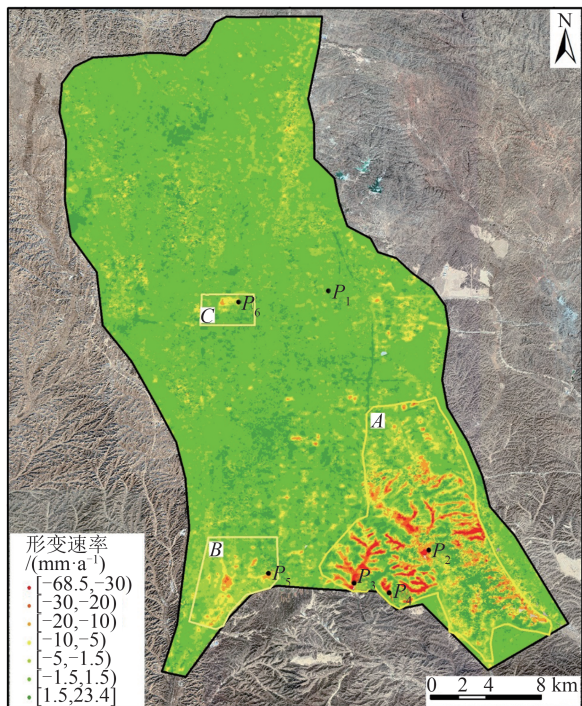 N
P6
P1
C
A
P2
B
P5
P3
P4
形变速率
/(mm·a⁻¹)
[−68.5,−30)
[−30,−20)
[−20,−10)
[−10,−5)
[−5,−1.5)
[−1.5,1.5)
[1.5,23.4]
0 2 4 8 km